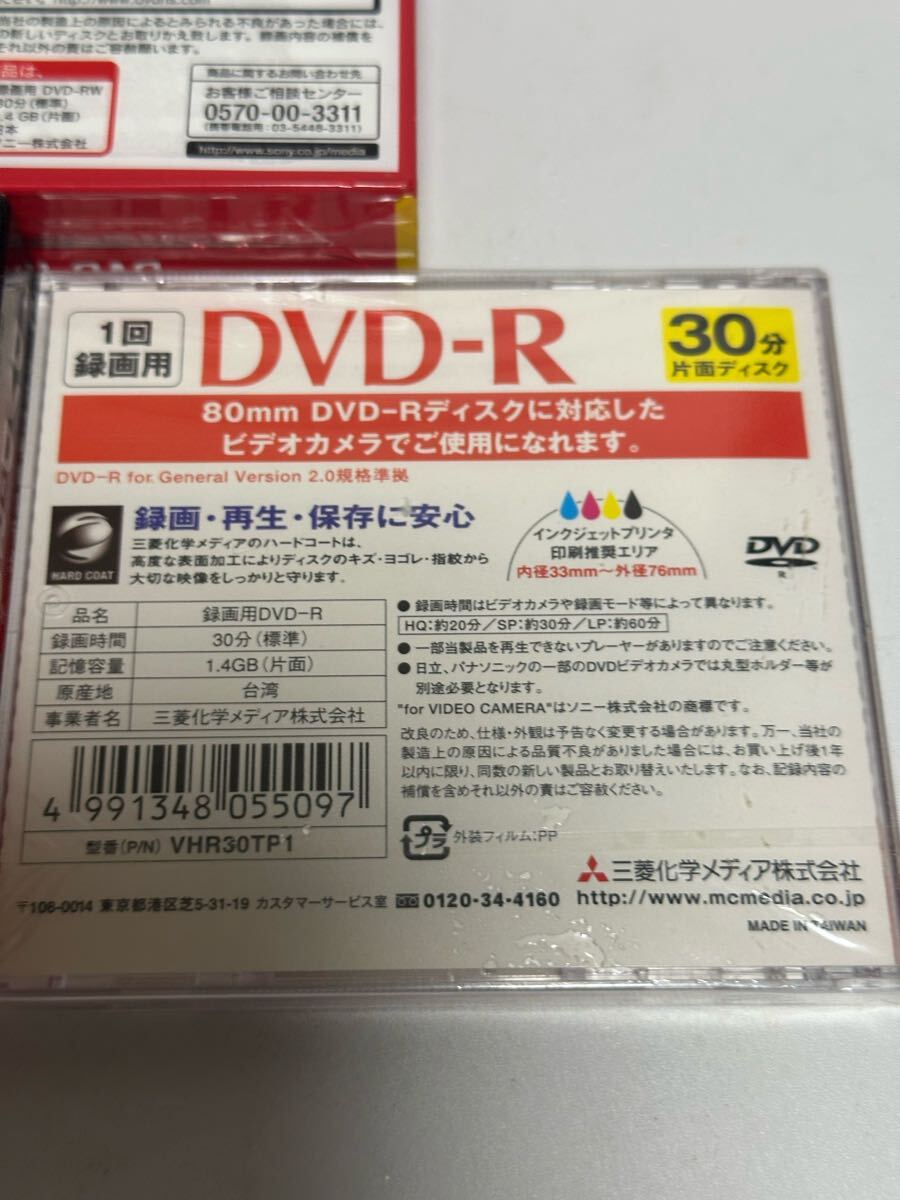 当社の製造上の原因によるとみられる不良があった場合には、
の新しいディスクとお取りかえ致します。録画内容の補償を
それ以外の責はご容赦願います。
品は、
録画用 DVD-RW
30分(標準)
1.4 GB(片面)
日本
ソニー株式会社
商品に関するお問い合わせ先
お客様ご相談センター
0570-00-3311
(携帯電話用:03-5448-3311)
http://www.sony.co.jp/media
1回
録画用
DVD-R
30分
片面ディスク
80mm DVD-Rディスクに対応した
ビデオカメラでご使用になれます。
DVD-R for General Version 2.0規格準拠
HARD COAT
録画・再生・保存に安心
三菱化学メディアのハードコートは、
高度な表面加工によりディスクのキズ・ヨゴレ・指紋から
大切な映像をしっかりと守ります。
インクジェットプリンタ
印刷推奨エリア
内径33mm〜外径76mm
DVD
R
品名 録画用DVD-R
録画時間 30分(標準)
記憶容量 1.4GB(片面)
原産地 台湾
事業者名 三菱化学メディア株式会社
●録画時間はビデオカメラや録画モード等によって異なります。
HQ:約20分/SP:約30分/LP:約60分
●一部当製品を再生できないプレーヤーがありますのでご注意ください。
●日立、パナソニックの一部のDVDビデオカメラでは丸型ホルダー等が
別途必要となります。
"for VIDEO CAMERA"はソニー株式会社の商標です。
改良のため、仕様・外観は予告なく変更する場合があります。万一、当社の
製造上の原因による品質不良がありました場合には、お買い上げ後1年
以内に限り、同数の新しい製品とお取り替えいたします。なお、記録内容の
補償を含めそれ以外の責はご容赦ください。
4 991348 055097
型番(P/N) VHR30TP1
プラ
外装フィルム:PP
三菱化学メディア株式会社
〒108-0014 東京都港区芝5-31-19 カスタマーサービス室 0120-34-4160
http://www.mcmedia.co.jp
MADE IN TAIWAN